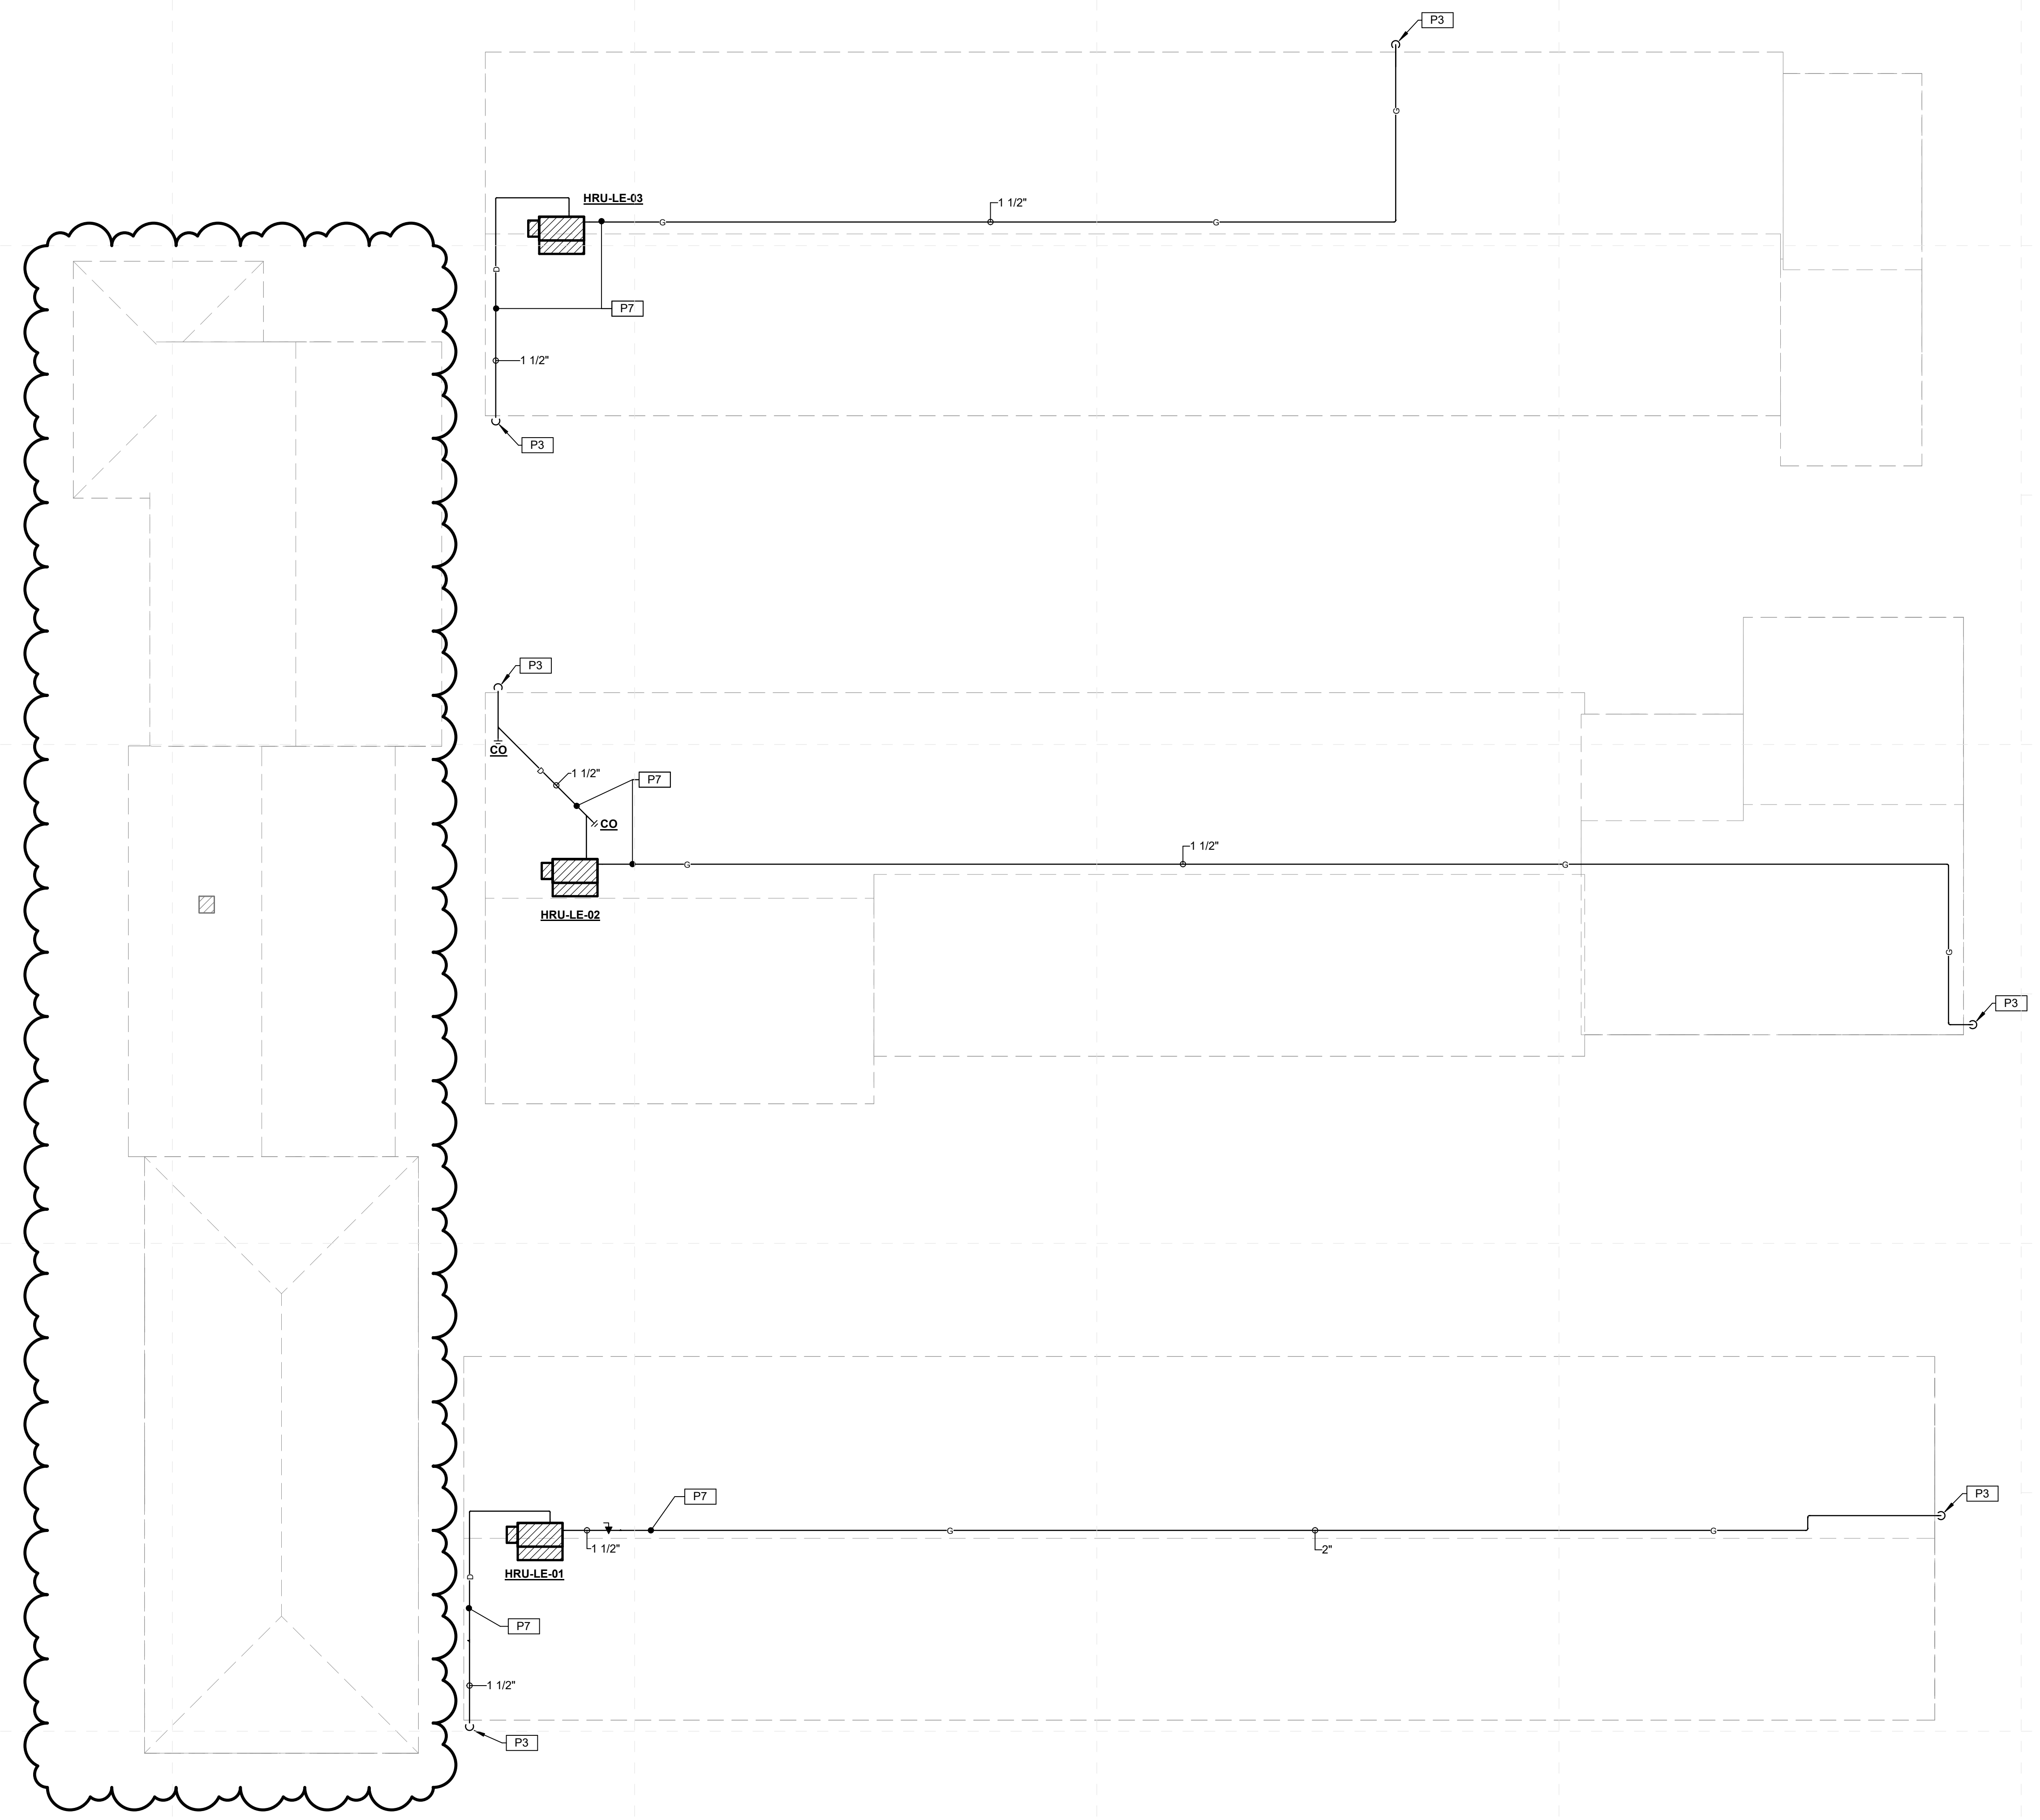 P3
HRU-LE-03
1 1/2"
G
G
G
D
P7
1 1/2"
P3
P3
CO
D
1 1/2"
P7
CO
1 1/2"
G
G
HRU-LE-02
G
P3
P7
P3
G
G
1 1/2"
2"
HRU-LE-01
D
P7
1 1/2"
P3